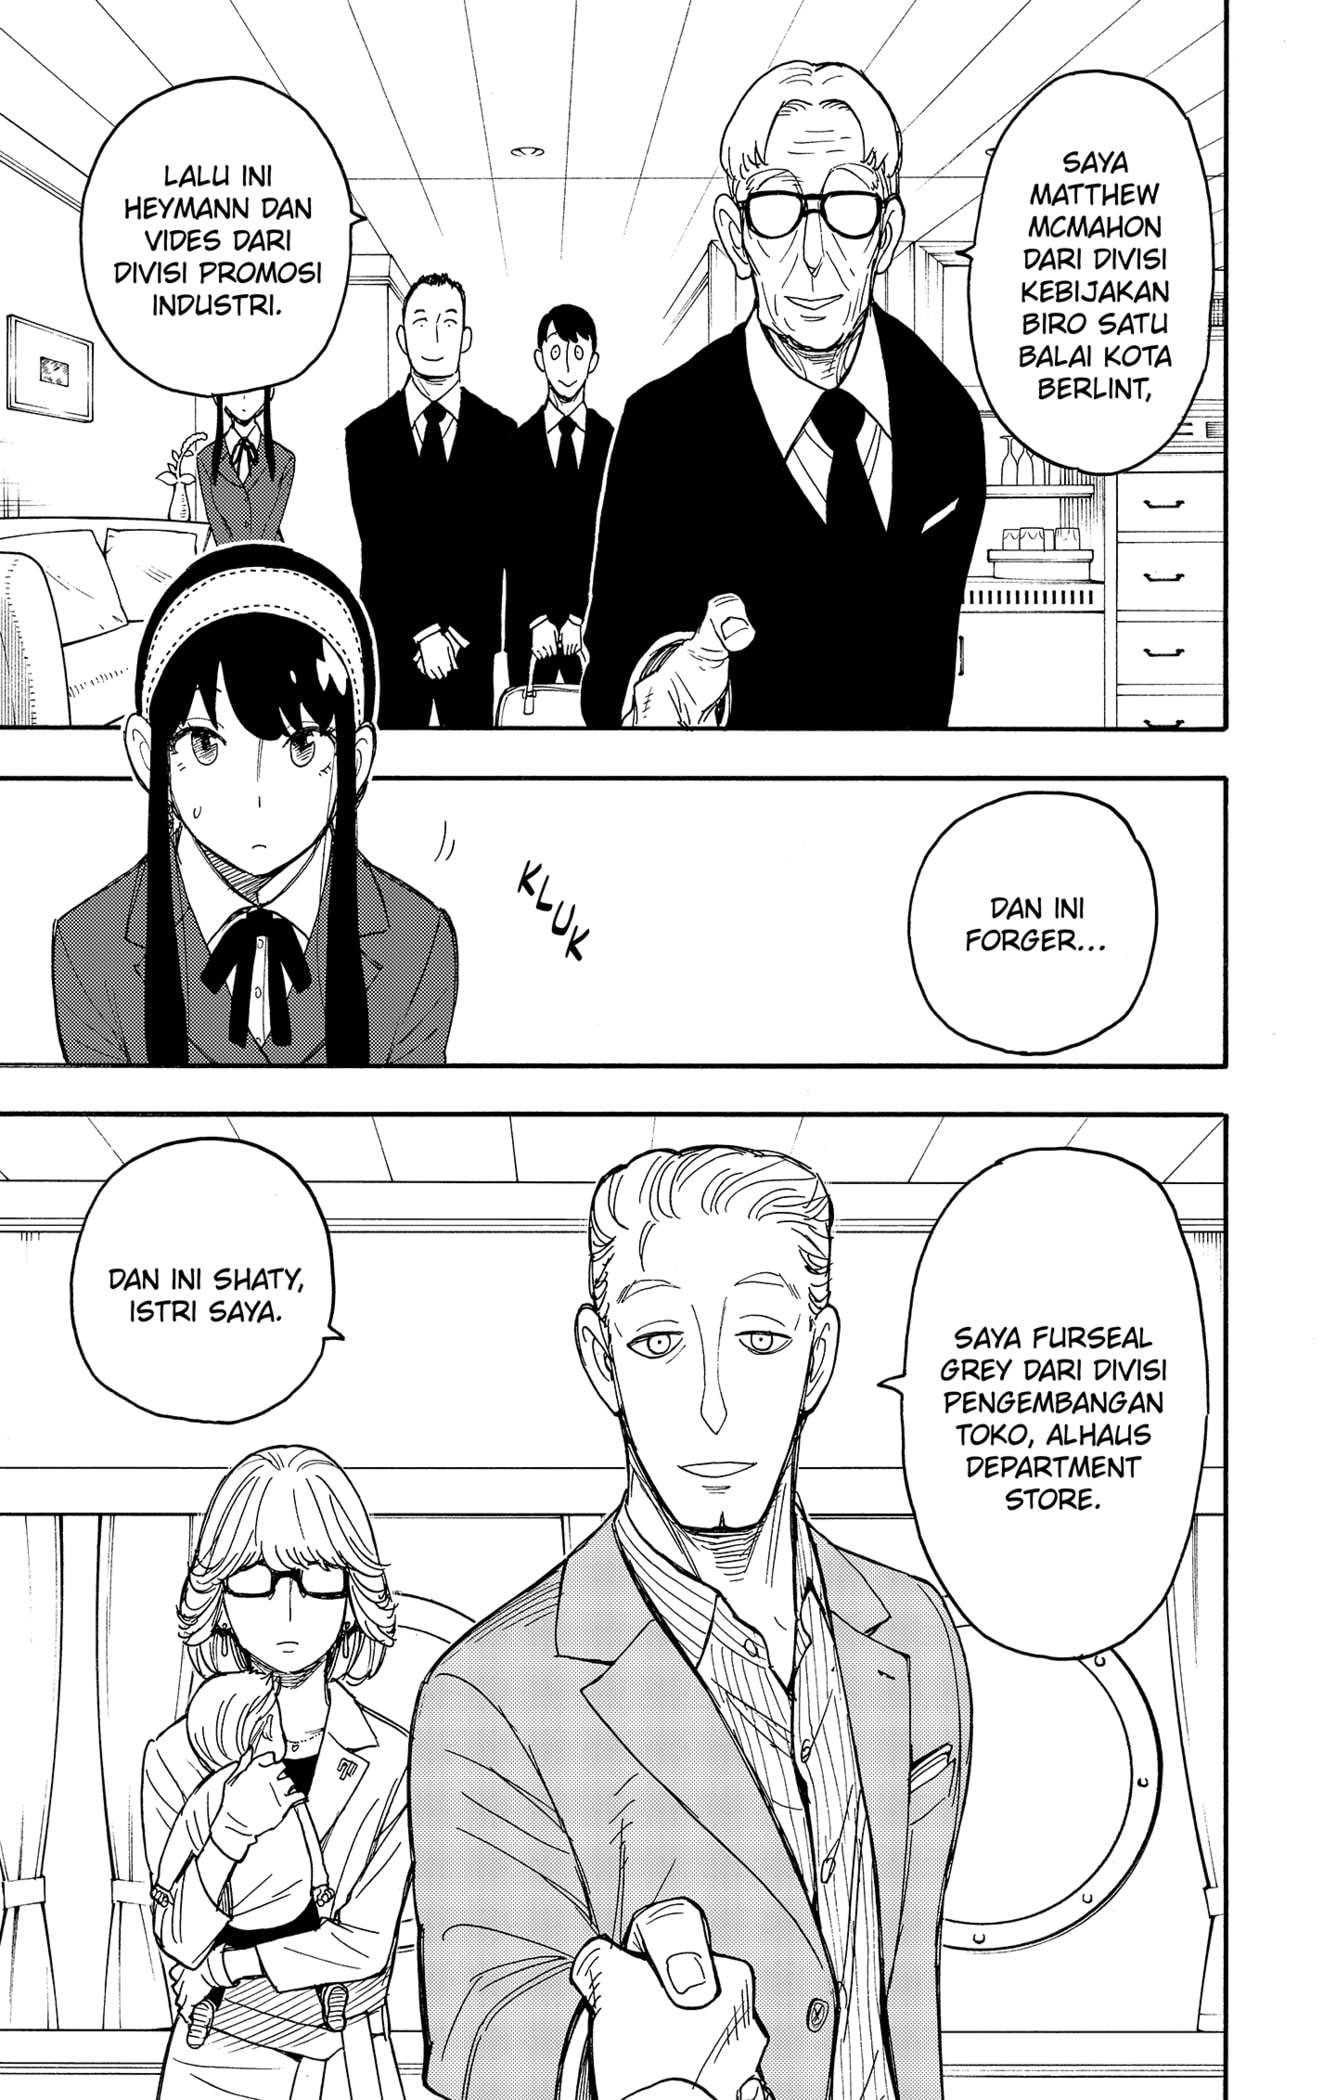 SAYA
MATTHEW
MCMAHON
DARI DIVISI
KEBIJAKAN
BIRO SATU
BALAI KOTA
BERLINT,
LALU INI
HEYMANN DAN
VIDES DARI
DIVISI PROMOSI
INDUSTRI.
DAN INI
FORGER...
KLUK
SAYA FURSEAL
GREY DARI DIVISI
PENGEMBANGAN
TOKO, ALHAUS
DEPARTMENT
STORE.
DAN INI SHATY,
ISTRI SAYA.